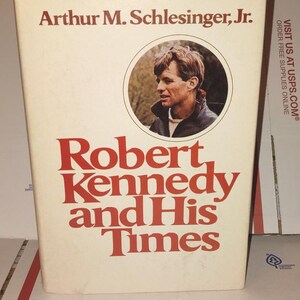 Arthur M. Schlesinger, Jr.
Robert
Kennedy
and His
Times
VISIT US AT USPS.COM®
ORDER FREE SUPPLIES ONLINE